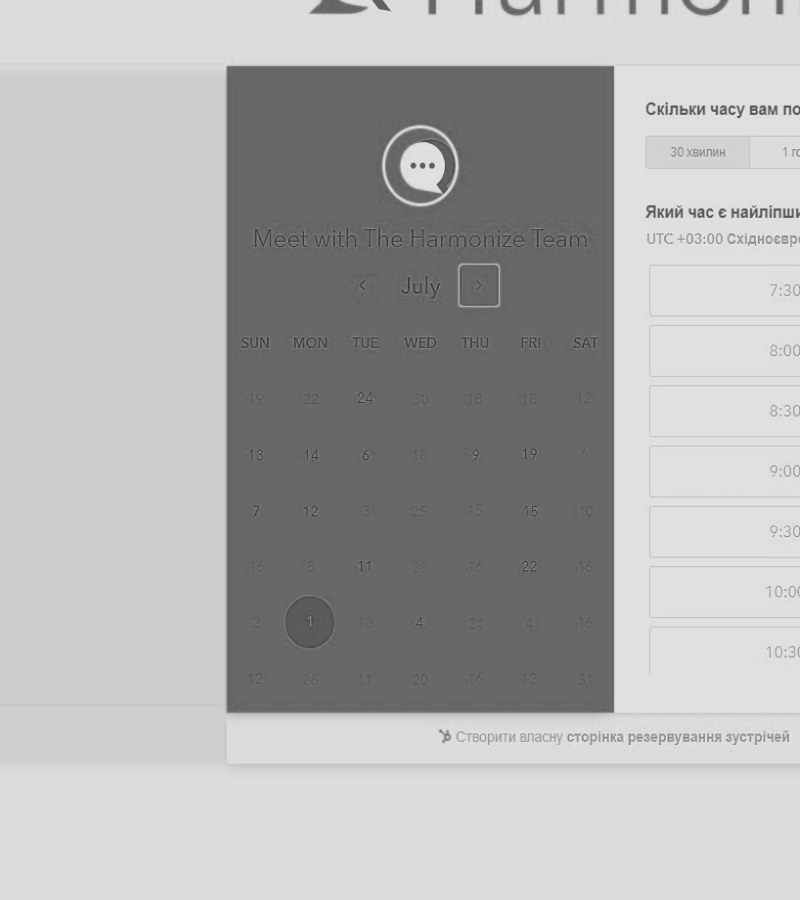 Meet with The Harmonize Team
July
SUN MON TUE WED THU FRI SAT
19 22 24 30 18 18 12
13 14 6 18 9 19 6
7 12 3 25 15 15 10
16 8 11 28 16 22 16
2 1 13 4 24 4 16
12 28 11 20 16 12 31
Скільки часу вам по
30 хвилин 1 го
Який час є найліпши
UTC +03:00 Східноєвро
7:30
8:00
8:30
9:00
9:30
10:00
10:30
Створити власну сторінка резервування зустрічей